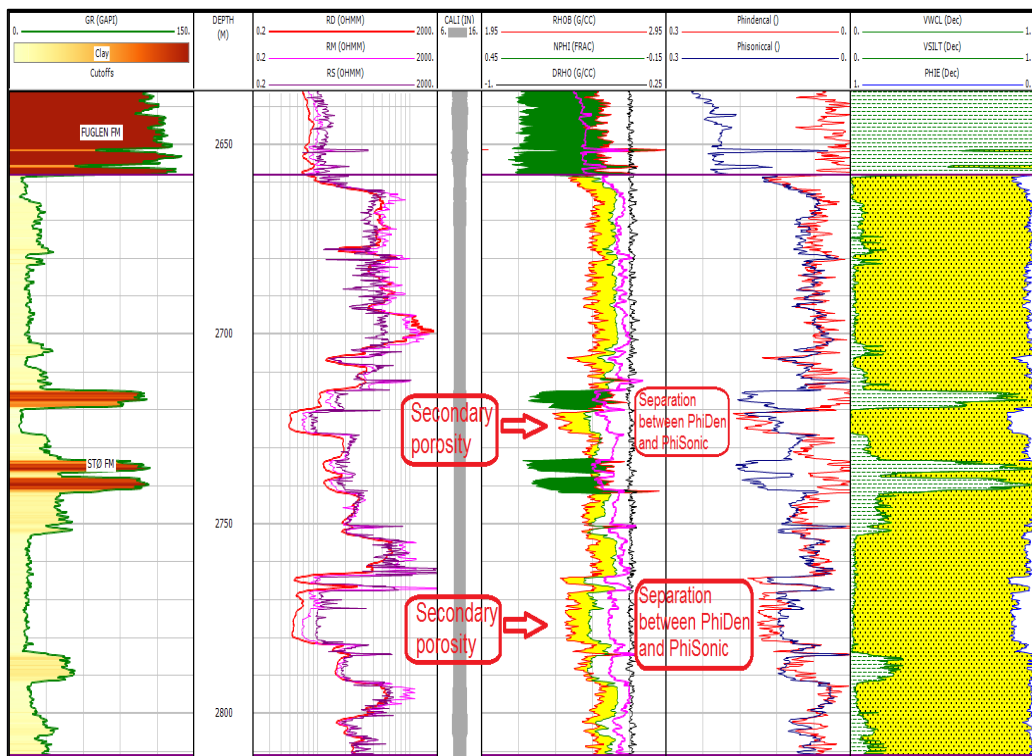 GR (GAPI)
0. 150.
Clay
Cutoffs
DEPTH
(M)
RD (OHMM)
0.2 2000.
RM (OHMM)
0.2 2000.
RS (OHMM)
0.2 2000.
CALI (IN)
6. 16.
RHOB (G/CC)
1.95 2.95
NPHI (FRAC)
0.45 -0.15
DRHO (G/CC)
-1. 0.25
Phindencal ()
0.3 0.
Phisoniccal ()
0.3 0.
VWCL (Dec)
0. 1.
VSILT (Dec)
0. 1.
PHIE (Dec)
1. 0.
FUGLEN FM
2650
2700
Secondary
porosity
Separation
between PhiDen
and PhiSonic
STØ FM
2750
Secondary
porosity
Separation
between PhiDen
and PhiSonic
2800